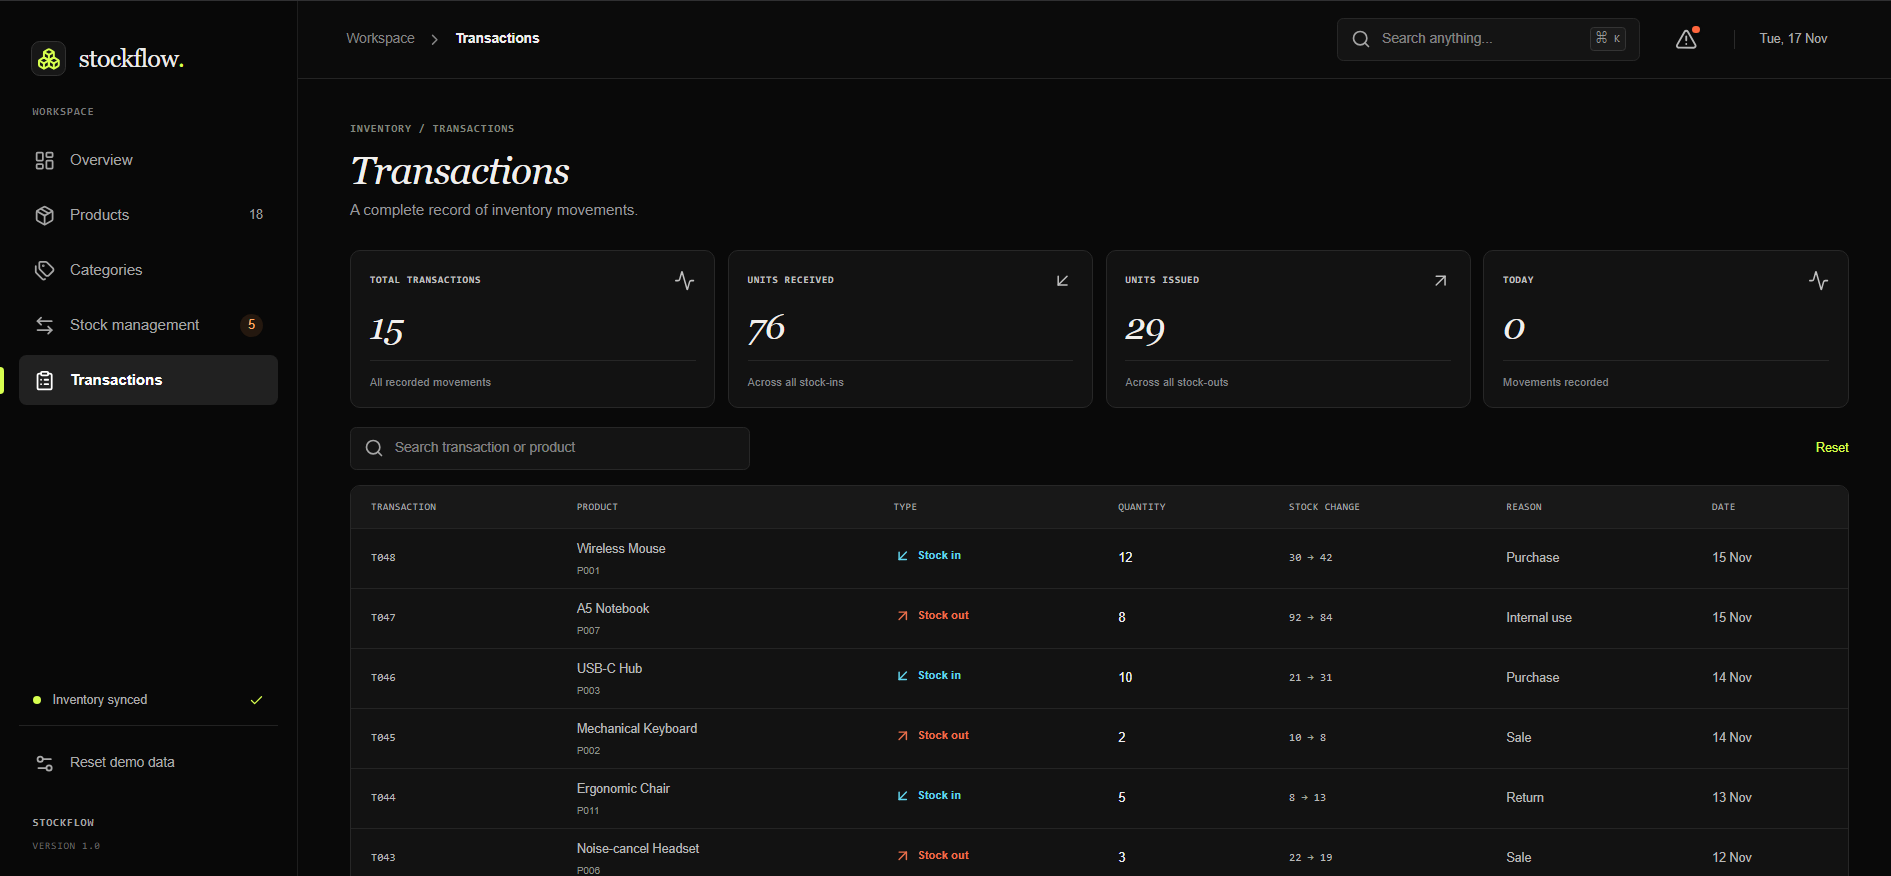 stockflow.
WORKSPACE
Overview
Products 18
Categories
Stock management 5
Transactions
Inventory synced
Reset demo data
STOCKFLOW
VERSION 1.0
Workspace > Transactions
Search anything... ⌘ K
Tue, 17 Nov
INVENTORY / TRANSACTIONS
Transactions
A complete record of inventory movements.
TOTAL TRANSACTIONS
15
All recorded movements
UNITS RECEIVED
76
Across all stock-ins
UNITS ISSUED
29
Across all stock-outs
TODAY
0
Movements recorded
Search transaction or product
Reset
TRANSACTION PRODUCT TYPE QUANTITY STOCK CHANGE REASON DATE
T048 Wireless Mouse Stock in 12 30 → 42 Purchase 15 Nov
P001
T047 A5 Notebook Stock out 8 92 → 84 Internal use 15 Nov
P007
T046 USB-C Hub Stock in 10 21 → 31 Purchase 14 Nov
P003
T045 Mechanical Keyboard Stock out 2 10 → 8 Sale 14 Nov
P002
T044 Ergonomic Chair Stock in 5 8 → 13 Return 13 Nov
P011
T043 Noise-cancel Headset Stock out 3 22 → 19 Sale 12 Nov
P006